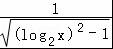 1
√((log₂x)² − 1)